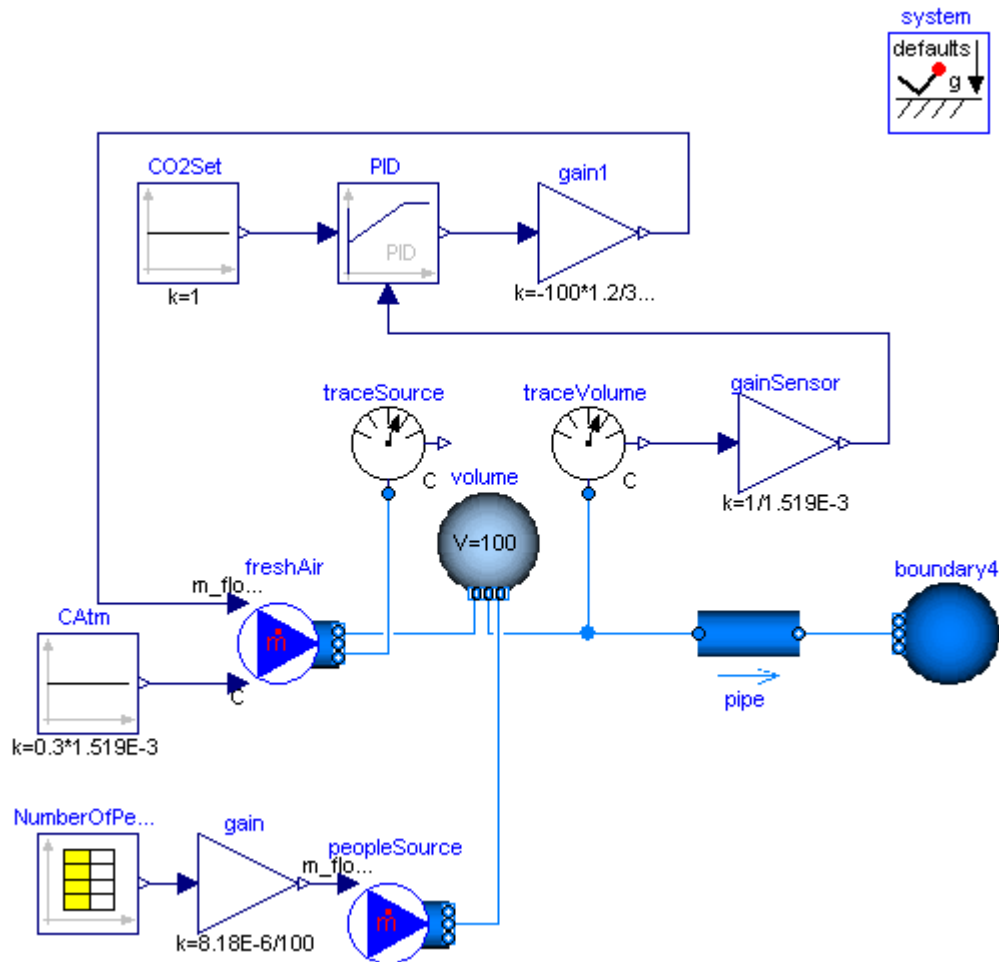 system
defaults
g
CO2Set
PID
gain1
PID
k=1
k=-100*1.2/3...
traceSource
traceVolume
gainSensor
C
C
volume
k=1/1.519E-3
V=100
freshAir
boundary4
m_flo...
CAtm
m
C
pipe
k=0.3*1.519E-3
NumberOfPe...
gain
peopleSource
m_flo...
m
k=8.18E-6/100